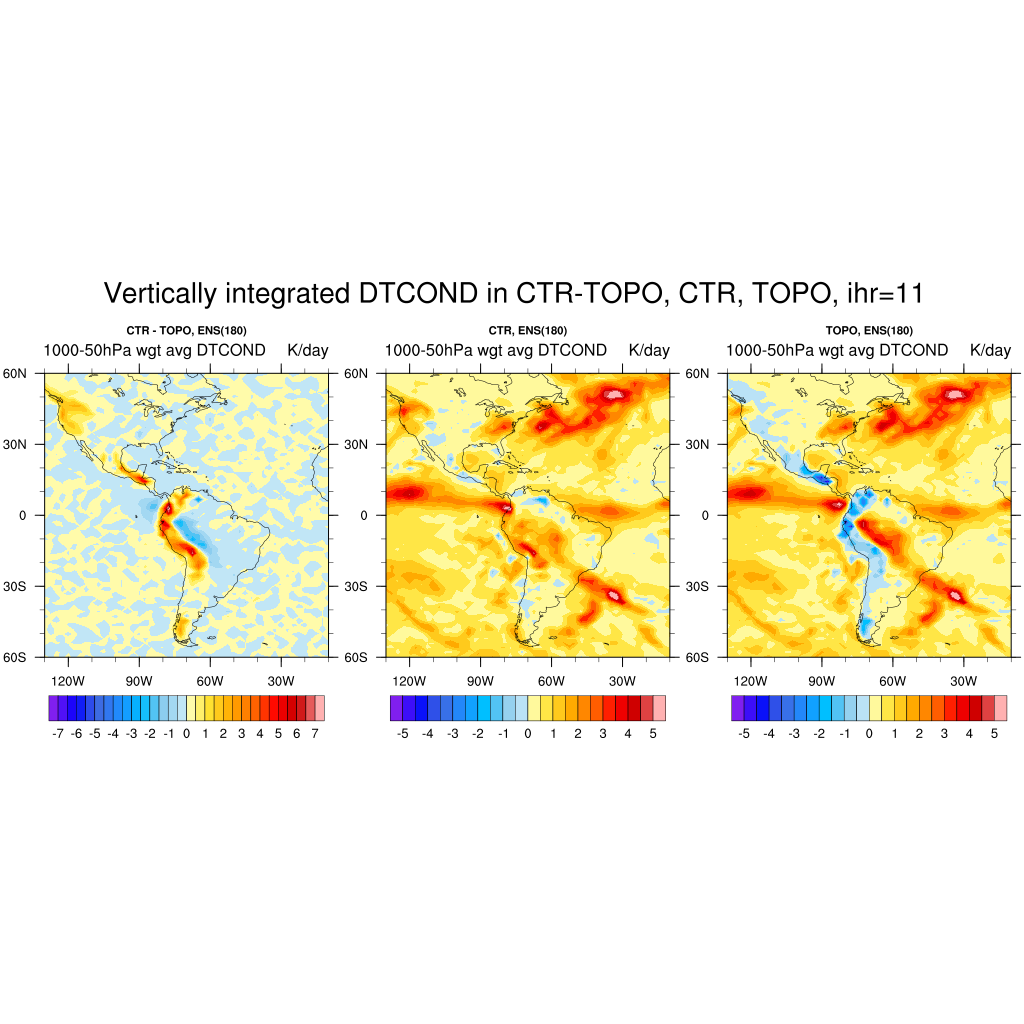 Vertically integrated DTCOND in CTR-TOPO, CTR, TOPO, ihr=11
CTR - TOPO, ENS(180)
1000-50hPa wgt avg DTCOND K/day
60N
30N
0
30S
60S
120W 90W 60W 30W
-7 -6 -5 -4 -3 -2 -1 0 1 2 3 4 5 6 7
CTR, ENS(180)
1000-50hPa wgt avg DTCOND K/day
60N
30N
0
30S
60S
120W 90W 60W 30W
-5 -4 -3 -2 -1 0 1 2 3 4 5
TOPO, ENS(180)
1000-50hPa wgt avg DTCOND K/day
60N
30N
0
30S
60S
120W 90W 60W 30W
-5 -4 -3 -2 -1 0 1 2 3 4 5